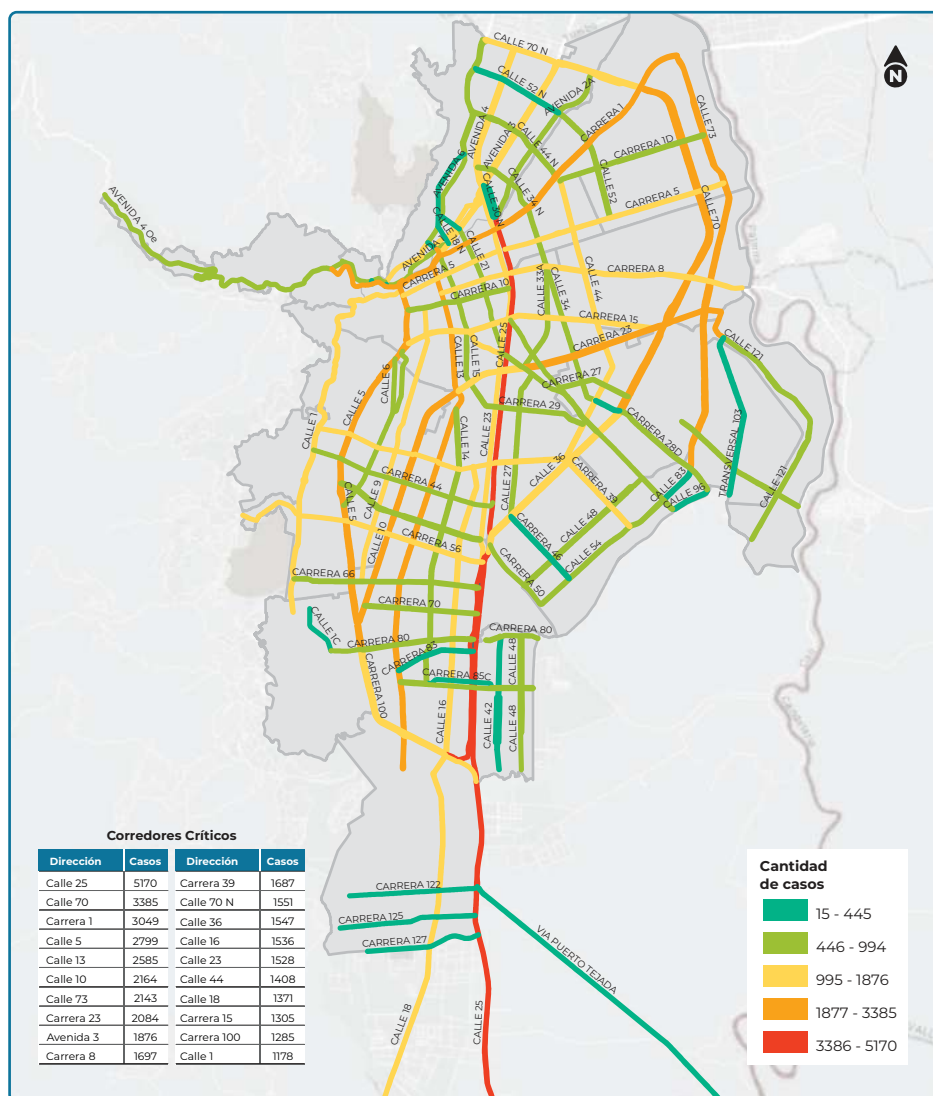 CALLE 70 N
CALLE 52 N
AVENIDA 2A
AVENIDA 4
AVENIDA 3
CALLE 44 N
CARRERA 1
CALLE 73
CARRERA 1D
AVENIDA 6
CALLE 30 N
CALLE 34 N
CALLE 52
CARRERA 5
CALLE 70
AVENIDA 4 Oe
CALLE 18 N
AVENIDA 1
CALLE 21
CARRERA 5
CARRERA 10
CALLE 33A
CALLE 34
CALLE 44
CARRERA 8
CARRERA 15
CARRERA 23
CALLE 25
CALLE 13
CALLE 15
CALLE 6
CALLE 5
CALLE 1
CARRERA 27
CARRERA 29
CALLE 121
CARRERA 28D
TRANSVERSAL 103
CALLE 14
CALLE 23
CALLE 27
CALLE 36
CARRERA 39
CALLE 83
CALLE 96
CALLE 121
CARRERA 44
CALLE 9
CALLE 5
CALLE 10
CARRERA 56
CARRERA 46
CALLE 48
CALLE 54
CARRERA 50
CARRERA 66
CARRERA 70
CALLE 1C
CARRERA 80
CARRERA 80
CARRERA 83
CARRERA 85C
CALLE 48
CARRERA 100
CALLE 16
CALLE 42
CALLE 48
CARRERA 122
CARRERA 125
CARRERA 127
VIA PUERTO TEJADA
CALLE 18
CALLE 25
N
Palmira
Cali
Candelaria
VALL
Corredores Críticos
Dirección Casos Dirección Casos
Calle 25 5170 Carrera 39 1687
Calle 70 3385 Calle 70 N 1551
Carrera 1 3049 Calle 36 1547
Calle 5 2799 Calle 16 1536
Calle 13 2585 Calle 23 1528
Calle 10 2164 Calle 44 1408
Calle 73 2143 Calle 18 1371
Carrera 23 2084 Carrera 15 1305
Avenida 3 1876 Carrera 100 1285
Carrera 8 1697 Calle 1 1178
Cantidad
de casos
15 - 445
446 - 994
995 - 1876
1877 - 3385
3386 - 5170